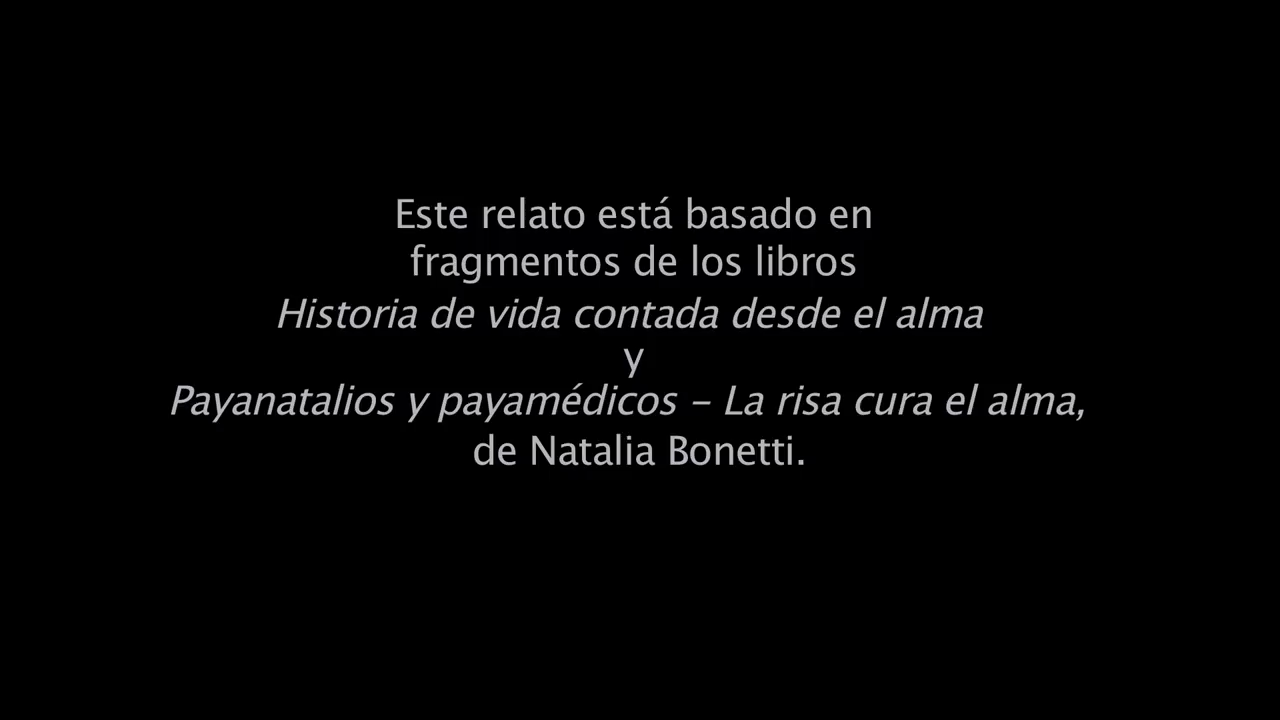 Este relato está basado en
fragmentos de los libros
Historia de vida contada desde el alma
y
Payanatalios y payamédicos - La risa cura el alma,
de Natalia Bonetti.